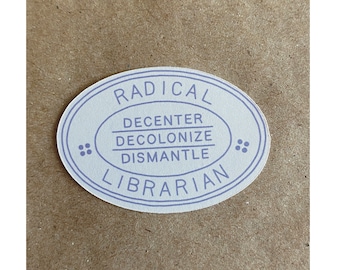 RADICAL
DECENTER
DECOLONIZE
DISMANTLE
LIBRARIAN